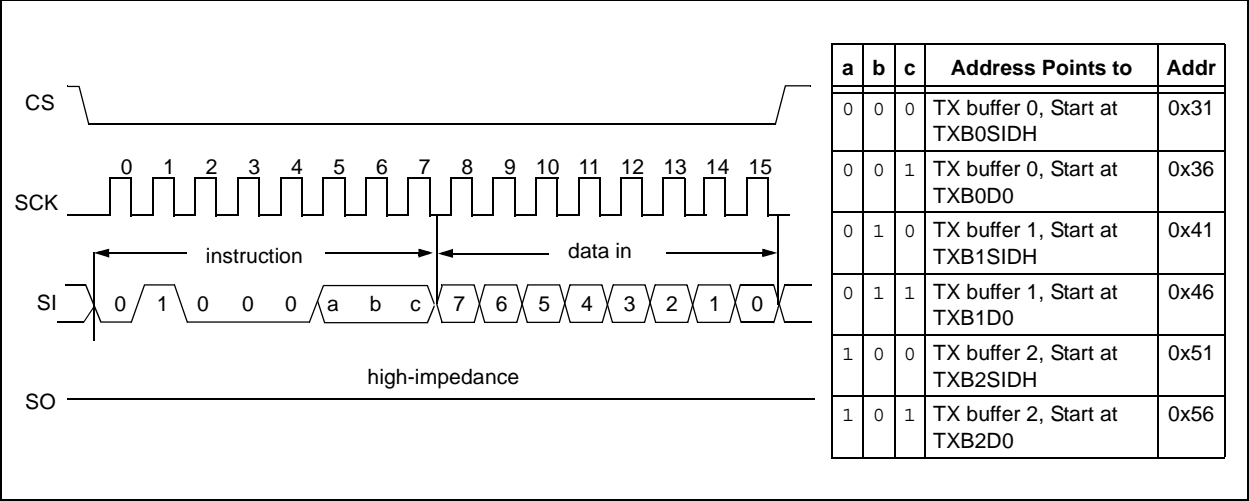 CS
0 1 2 3 4 5 6 7 8 9 10 11 12 13 14 15
SCK
instruction data in
SI 0 1 0 0 0 a b c 7 6 5 4 3 2 1 0
high-impedance
SO
a b c Address Points to Addr
0 0 0 TX buffer 0, Start at 0x31
TXB0SIDH
0 0 1 TX buffer 0, Start at 0x36
TXB0D0
0 1 0 TX buffer 1, Start at 0x41
TXB1SIDH
0 1 1 TX buffer 1, Start at 0x46
TXB1D0
1 0 0 TX buffer 2, Start at 0x51
TXB2SIDH
1 0 1 TX buffer 2, Start at 0x56
TXB2D0